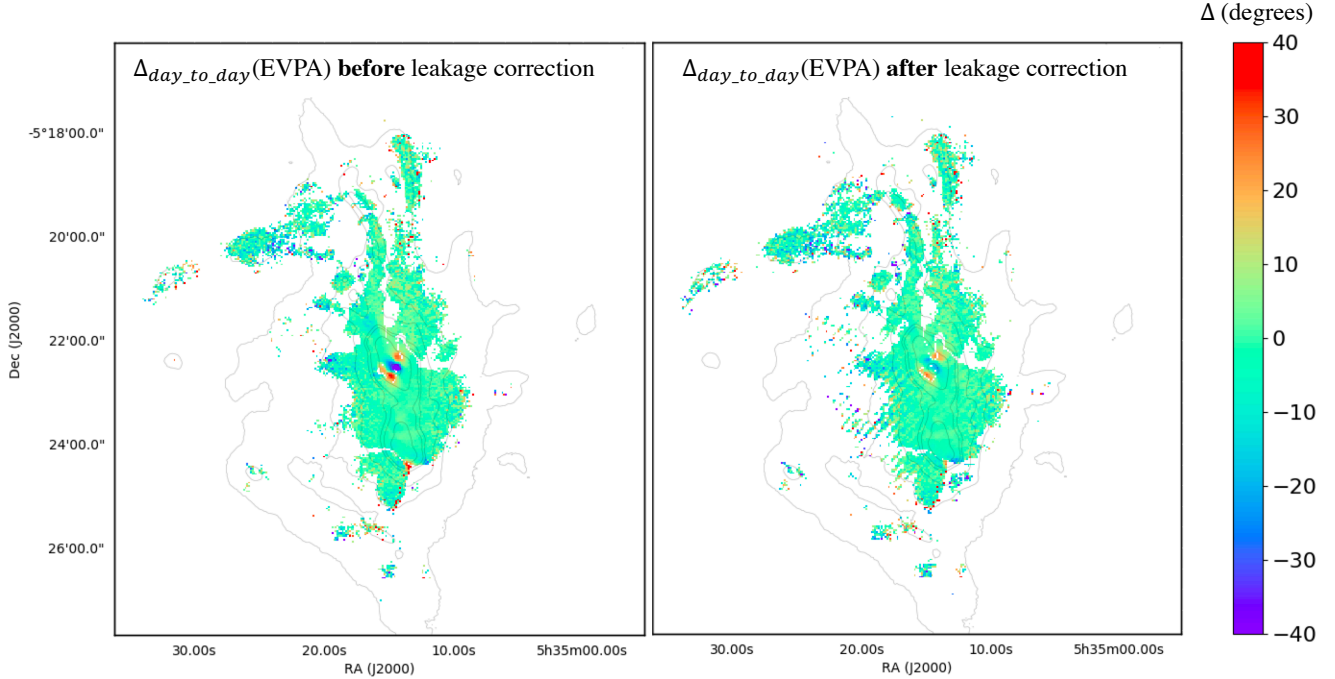 Δ (degrees)
Δday_to_day(EVPA) before leakage correction
Δday_to_day(EVPA) after leakage correction
40
30
20
10
0
−10
−20
−30
−40
-5°18'00.0"
20'00.0"
22'00.0"
24'00.0"
26'00.0"
Dec (J2000)
30.00s 20.00s 10.00s 5h35m00.00s
RA (J2000)
30.00s 20.00s 10.00s 5h35m00.00s
RA (J2000)